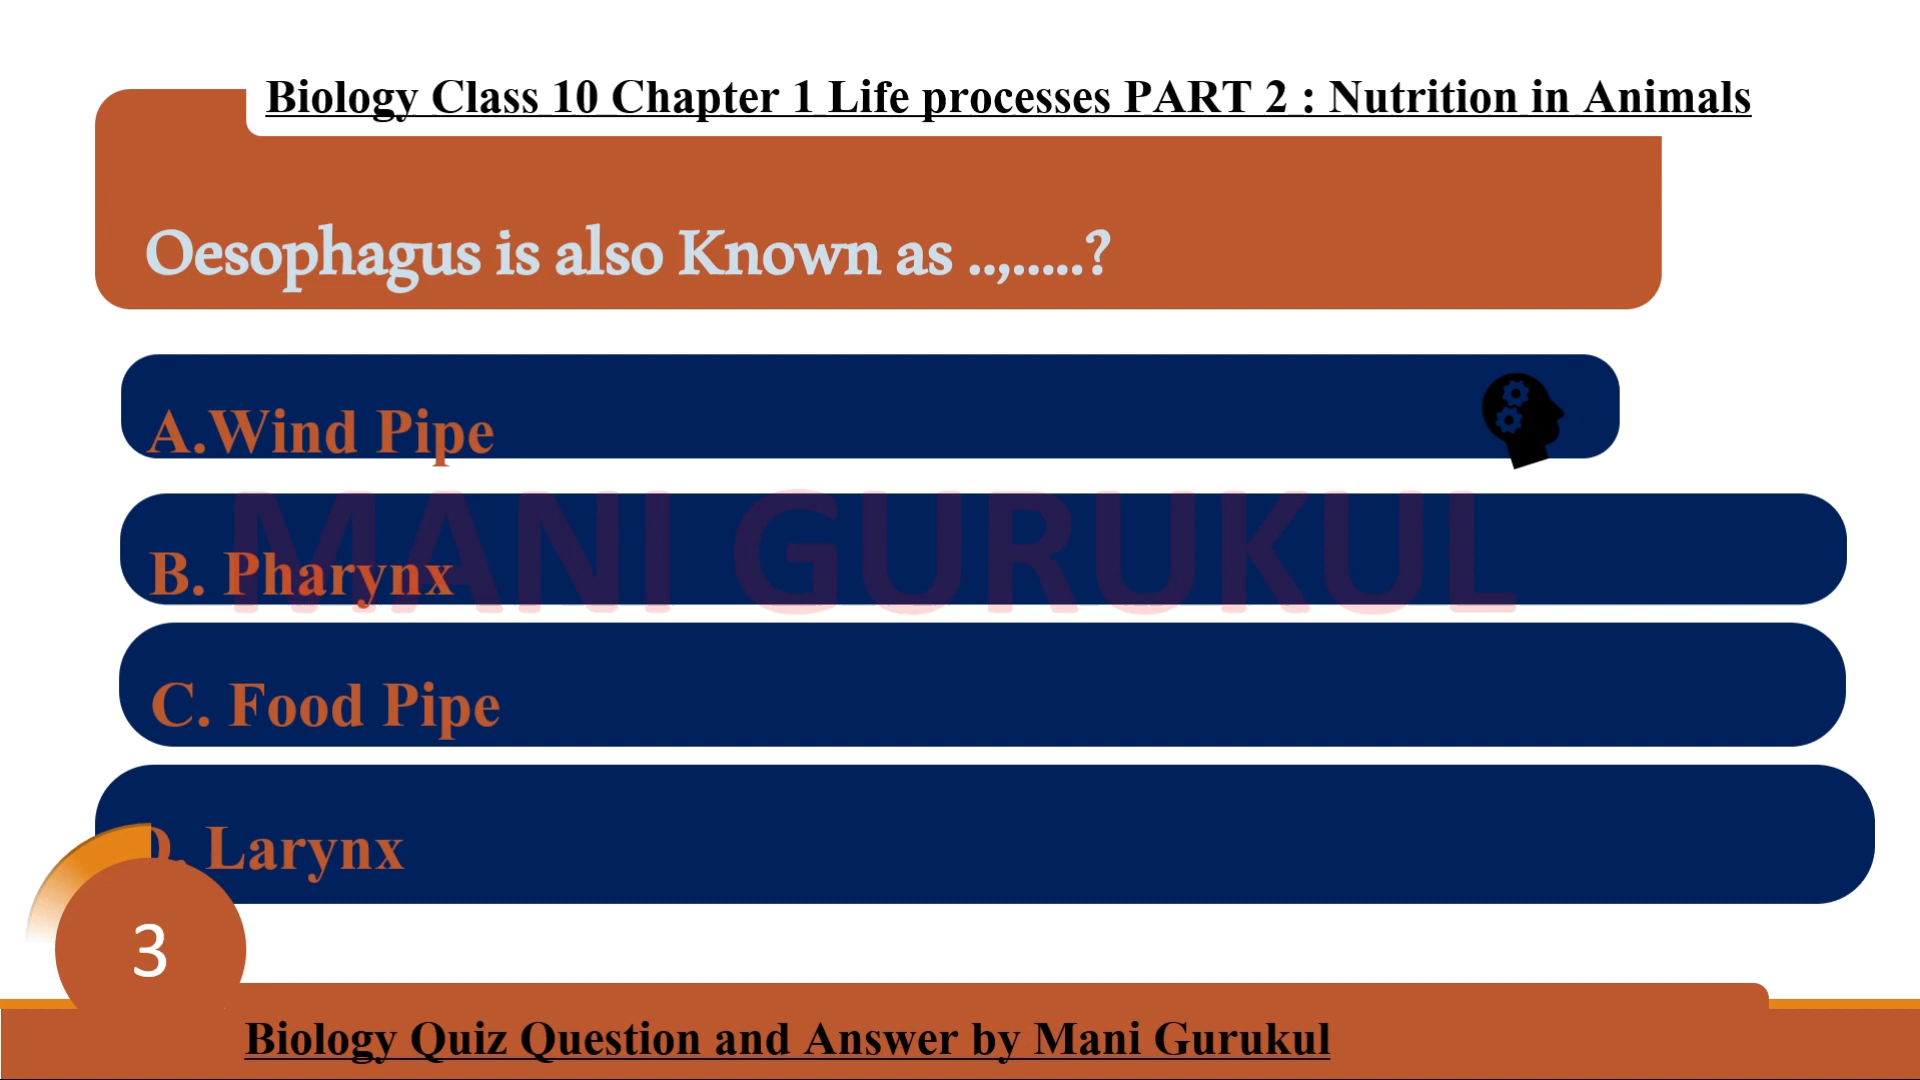 Biology Class 10 Chapter 1 Life processes PART 2 : Nutrition in Animals
Oesophagus is also Known as ..,.....?
A.Wind Pipe
MANI GURUKUL
B. Pharynx
C. Food Pipe
D. Larynx
3
Biology Quiz Question and Answer by Mani Gurukul